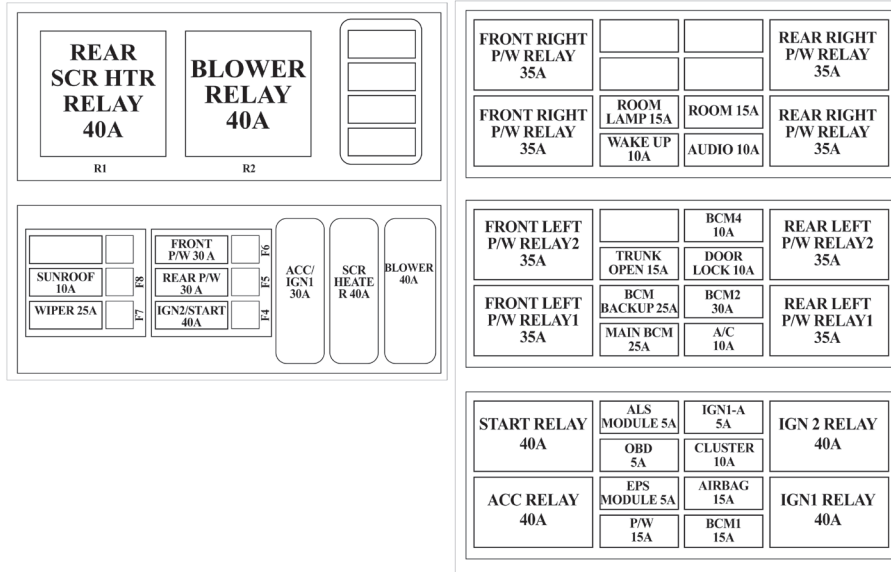 REAR
SCR HTR
RELAY
40A
BLOWER
RELAY
40A
R1
R2
SUNROOF
10A
WIPER 25A
F8
F7
FRONT
P/W 30 A
REAR P/W
30 A
IGN2/START
40A
F6
F5
F4
ACC/
IGN1
30A
SCR
HEATE
R 40A
BLOWER
40A
FRONT RIGHT
P/W RELAY
35A
REAR RIGHT
P/W RELAY
35A
FRONT RIGHT
P/W RELAY
35A
ROOM
LAMP 15A
ROOM 15A
WAKE UP
10A
AUDIO 10A
REAR RIGHT
P/W RELAY
35A
FRONT LEFT
P/W RELAY2
35A
BCM4
10A
TRUNK
OPEN 15A
DOOR
LOCK 10A
REAR LEFT
P/W RELAY2
35A
FRONT LEFT
P/W RELAY1
35A
BCM
BACKUP 25A
BCM2
30A
MAIN BCM
25A
A/C
10A
REAR LEFT
P/W RELAY1
35A
START RELAY
40A
ALS
MODULE 5A
IGN1-A
5A
OBD
5A
CLUSTER
10A
IGN 2 RELAY
40A
ACC RELAY
40A
EPS
MODULE 5A
AIRBAG
15A
P/W
15A
BCM1
15A
IGN1 RELAY
40A